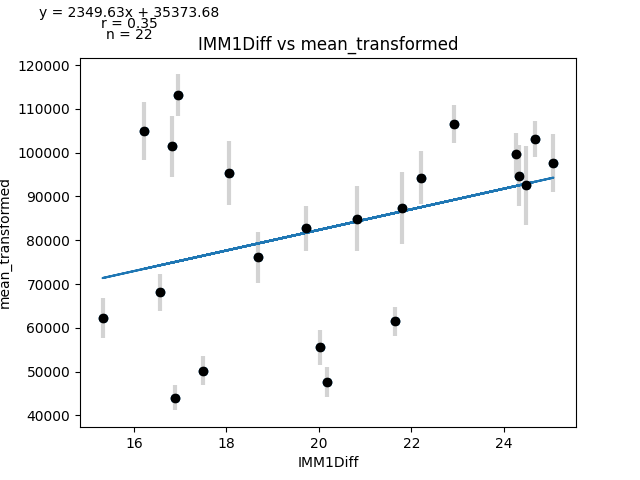 y = 2349.63x + 35373.68
r = 0.35
n = 22
IMM1Diff vs mean_transformed
120000
110000
100000
90000
80000
70000
60000
50000
40000
mean_transformed
16 18 20 22 24
IMM1Diff